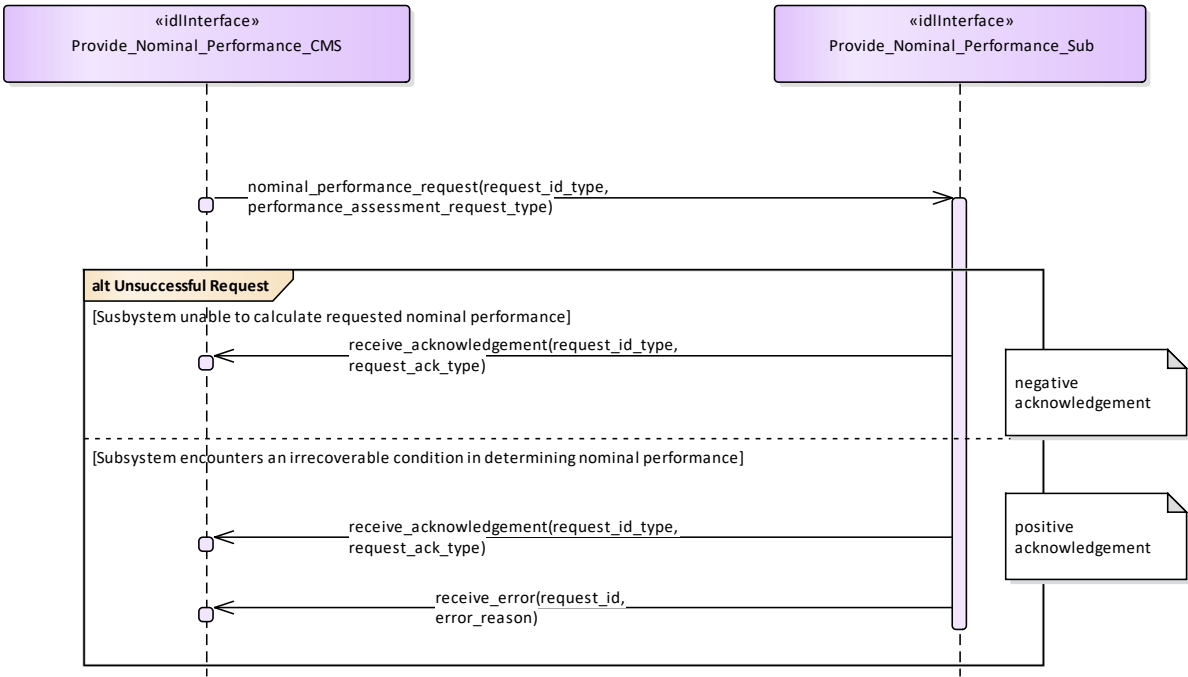 «idlInterface»
Provide_Nominal_Performance_CMS
«idlInterface»
Provide_Nominal_Performance_Sub
nominal_performance_request(request_id_type,
performance_assessment_request_type)
alt Unsuccessful Request
[Susbystem unable to calculate requested nominal performance]
receive_acknowledgement(request_id_type,
request_ack_type)
negative
acknowledgement
[Subsystem encounters an irrecoverable condition in determining nominal performance]
receive_acknowledgement(request_id_type,
request_ack_type)
positive
acknowledgement
receive_error(request_id,
error_reason)